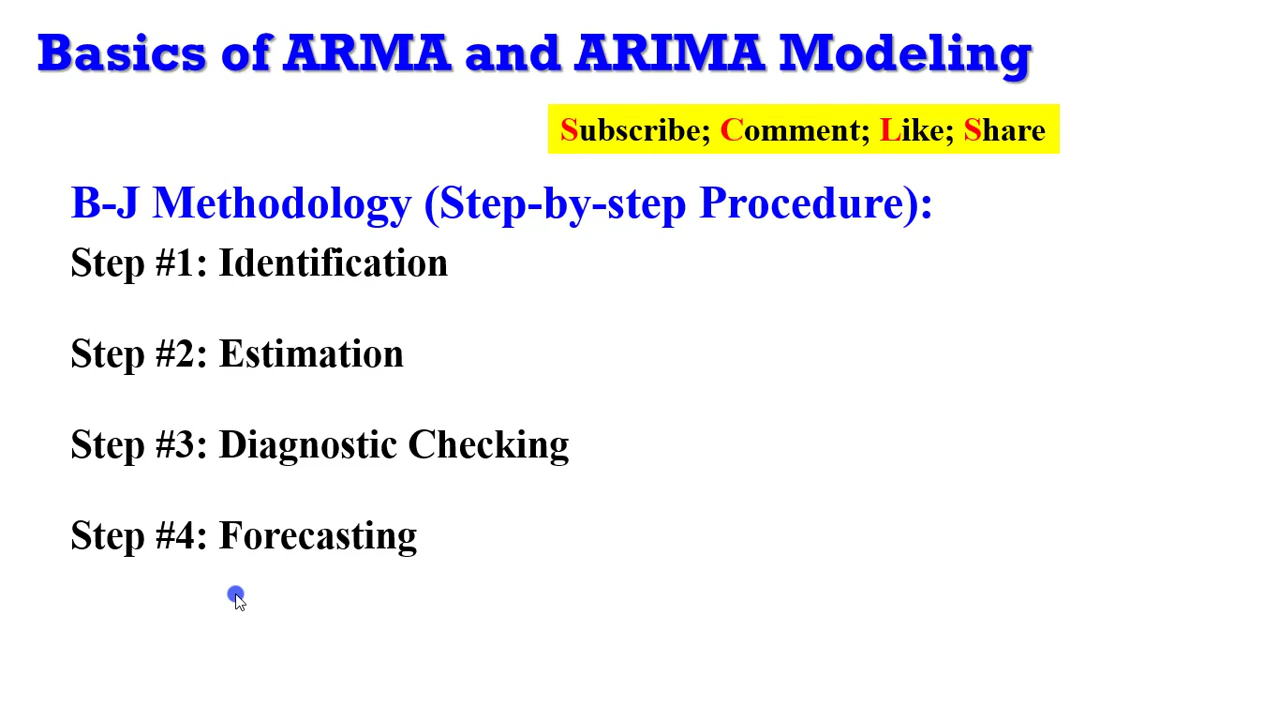 Basics of ARMA and ARIMA Modeling
Subscribe; Comment; Like; Share
B-J Methodology (Step-by-step Procedure):
Step #1: Identification
Step #2: Estimation
Step #3: Diagnostic Checking
Step #4: Forecasting